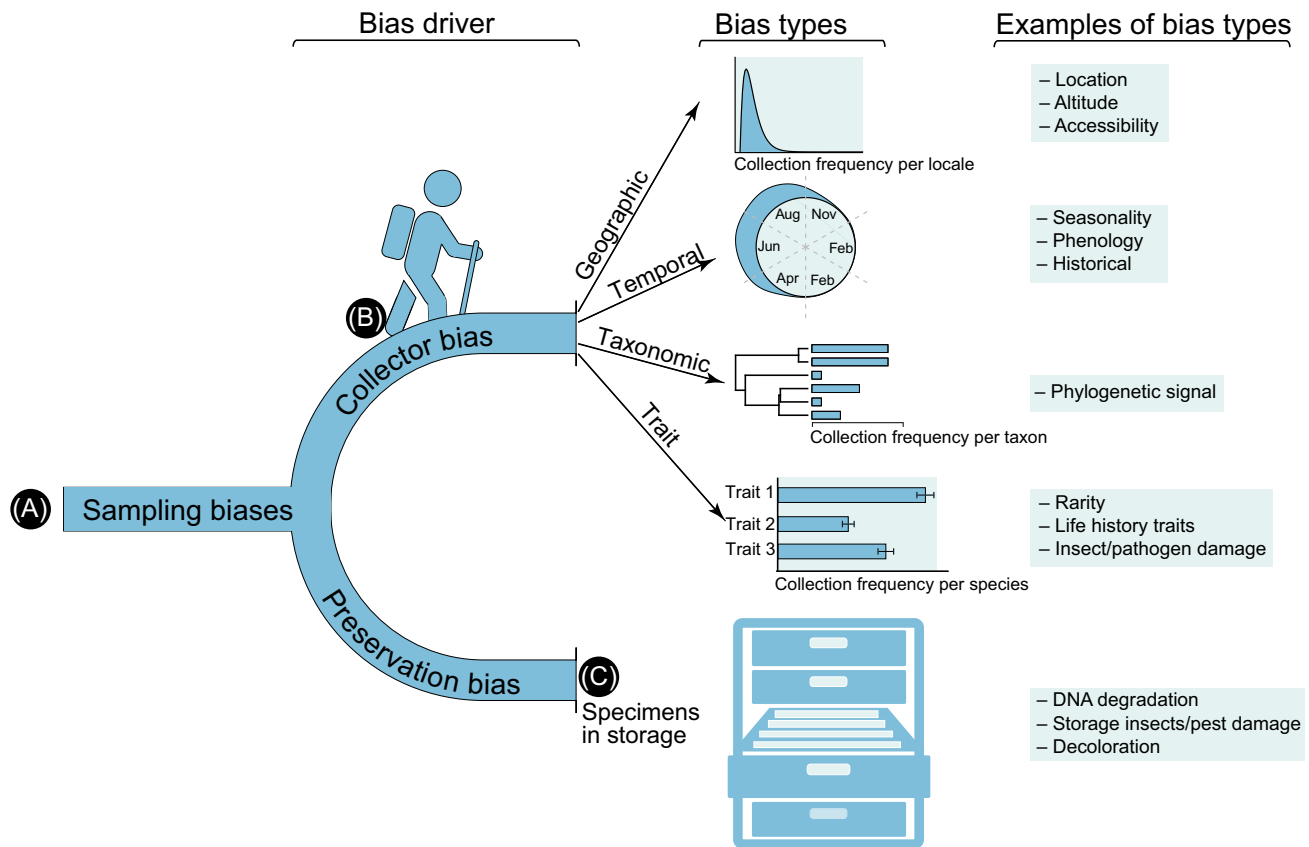 Bias driver
Bias types
Examples of bias types
Geographic
Collection frequency per locale
– Location
– Altitude
– Accessibility
Temporal
Aug
Nov
Jun
Feb
Apr
Feb
– Seasonality
– Phenology
– Historical
(B)
Collector bias
Taxonomic
Collection frequency per taxon
– Phylogenetic signal
Trait
Trait 1
Trait 2
Trait 3
Collection frequency per species
– Rarity
– Life history traits
– Insect/pathogen damage
(A)
Sampling biases
Preservation bias
(C)
Specimens
in storage
– DNA degradation
– Storage insects/pest damage
– Decoloration